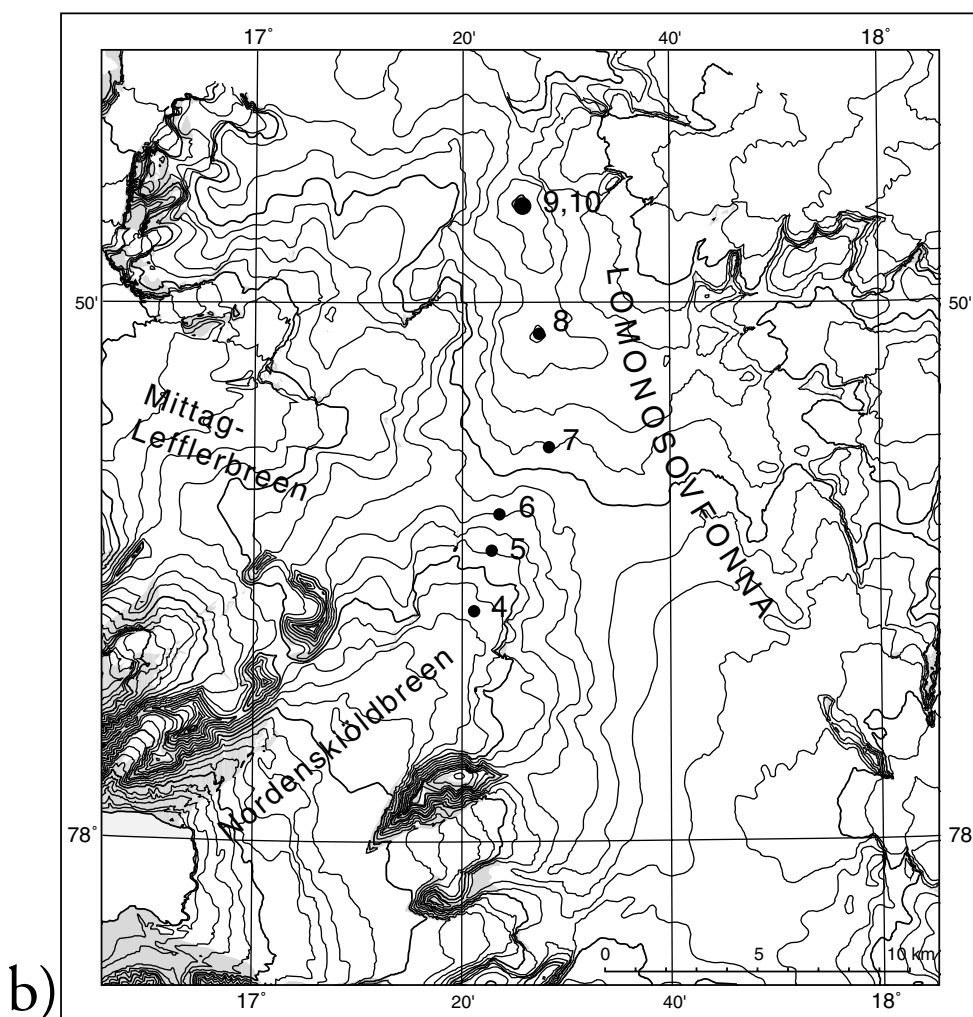 17° 20' 40' 18°
9,10
50' 50'
8
LOMONOSOVFONNA
Mittag-
Lefflerbreen
7
6
5
4
Nordenskiöldbreen
78° 78
0 5 10 km
b)
17° 20' 40' 18°